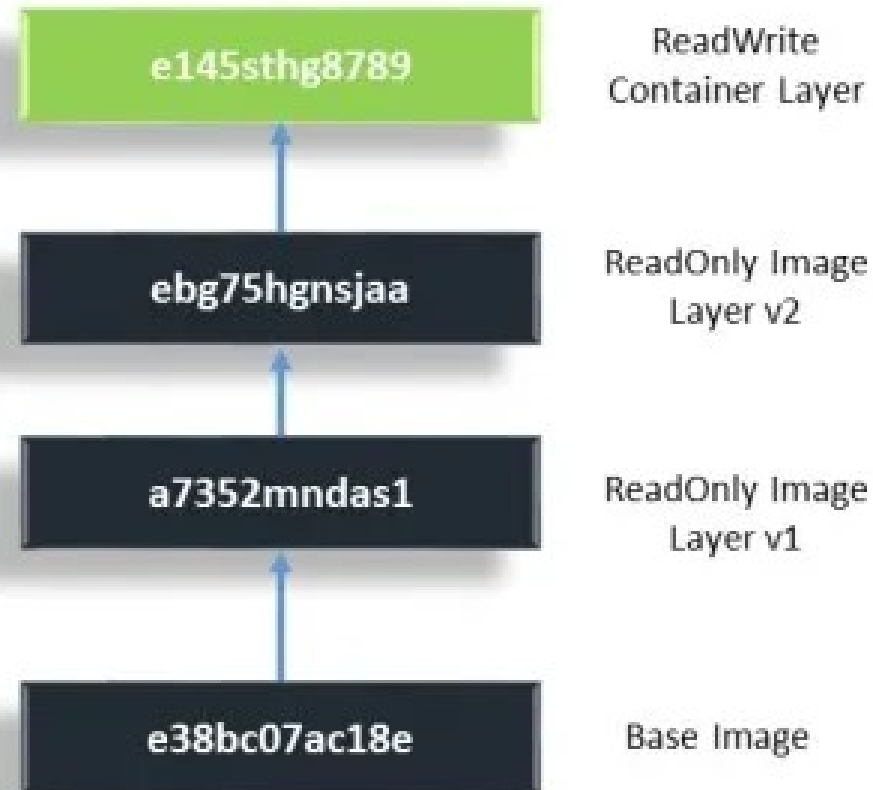 e145sthg8789
ReadWrite
Container Layer
ebg75hgnsjaa
ReadOnly Image
Layer v2
a7352mndas1
ReadOnly Image
Layer v1
e38bc07ac18e
Base Image